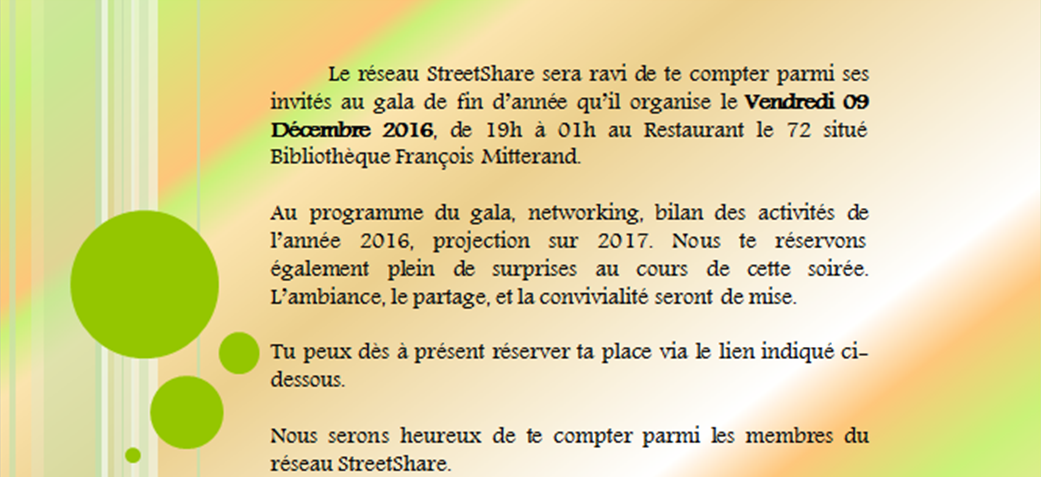 Le réseau StreetShare sera ravi de te compter parmi ses
invités au gala de fin d'année qu'il organise le Vendredi 09
Décembre 2016, de 19h à 01h au Restaurant le 72 situé
Bibliothèque François Mitterand.
Au programme du gala, networking, bilan des activités de
l'année 2016, projection sur 2017. Nous te réservons
également plein de surprises au cours de cette soirée.
L'ambiance, le partage, et la convivialité seront de mise.
Tu peux dès à présent réserver ta place via le lien indiqué ci-
dessous.
Nous serons heureux de te compter parmi les membres du
réseau StreetShare.